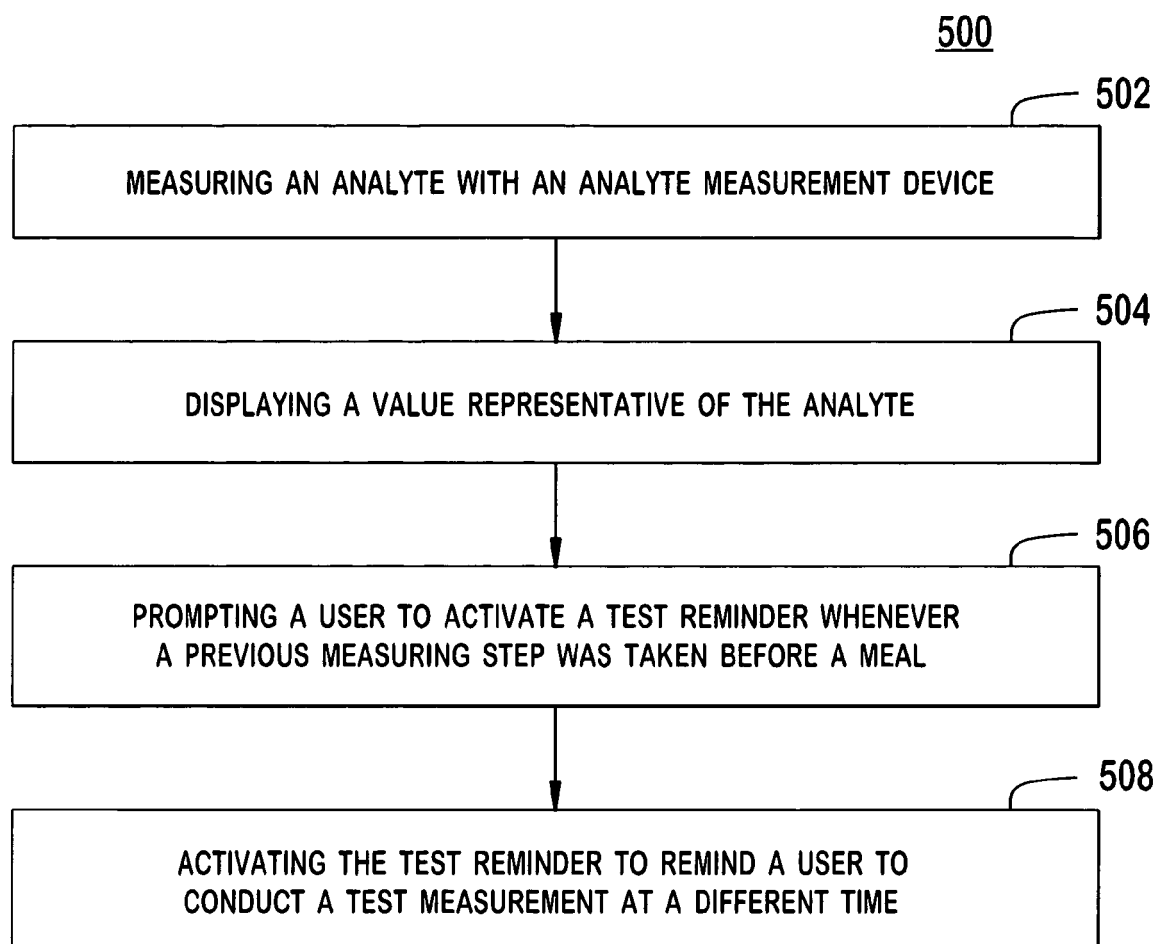 500
502
MEASURING AN ANALYTE WITH AN ANALYTE MEASUREMENT DEVICE
504
DISPLAYING A VALUE REPRESENTATIVE OF THE ANALYTE
506
PROMPTING A USER TO ACTIVATE A TEST REMINDER WHENEVER
A PREVIOUS MEASURING STEP WAS TAKEN BEFORE A MEAL
508
ACTIVATING THE TEST REMINDER TO REMIND A USER TO
CONDUCT A TEST MEASUREMENT AT A DIFFERENT TIME